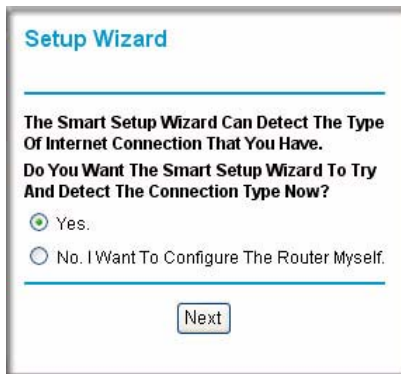 Setup Wizard
The Smart Setup Wizard Can Detect The Type
Of Internet Connection That You Have.
Do You Want The Smart Setup Wizard To Try
And Detect The Connection Type Now?
Yes.
No. I Want To Configure The Router Myself.
Next